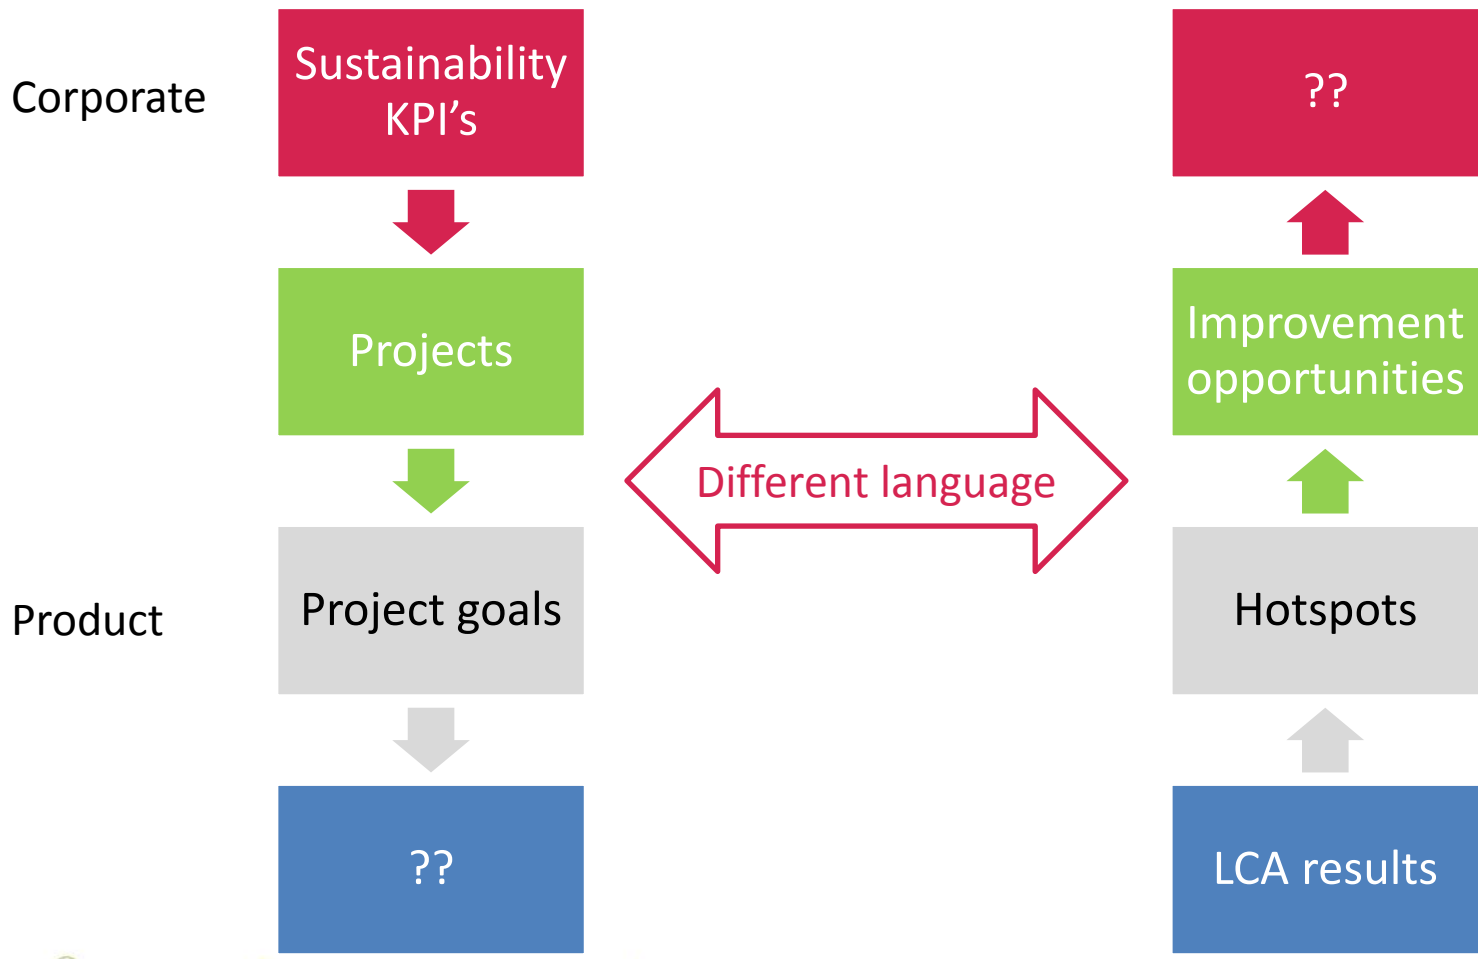 Corporate
Sustainability
KPI’s
??
Projects
Improvement
opportunities
Different language
Product
Project goals
Hotspots
??
LCA results